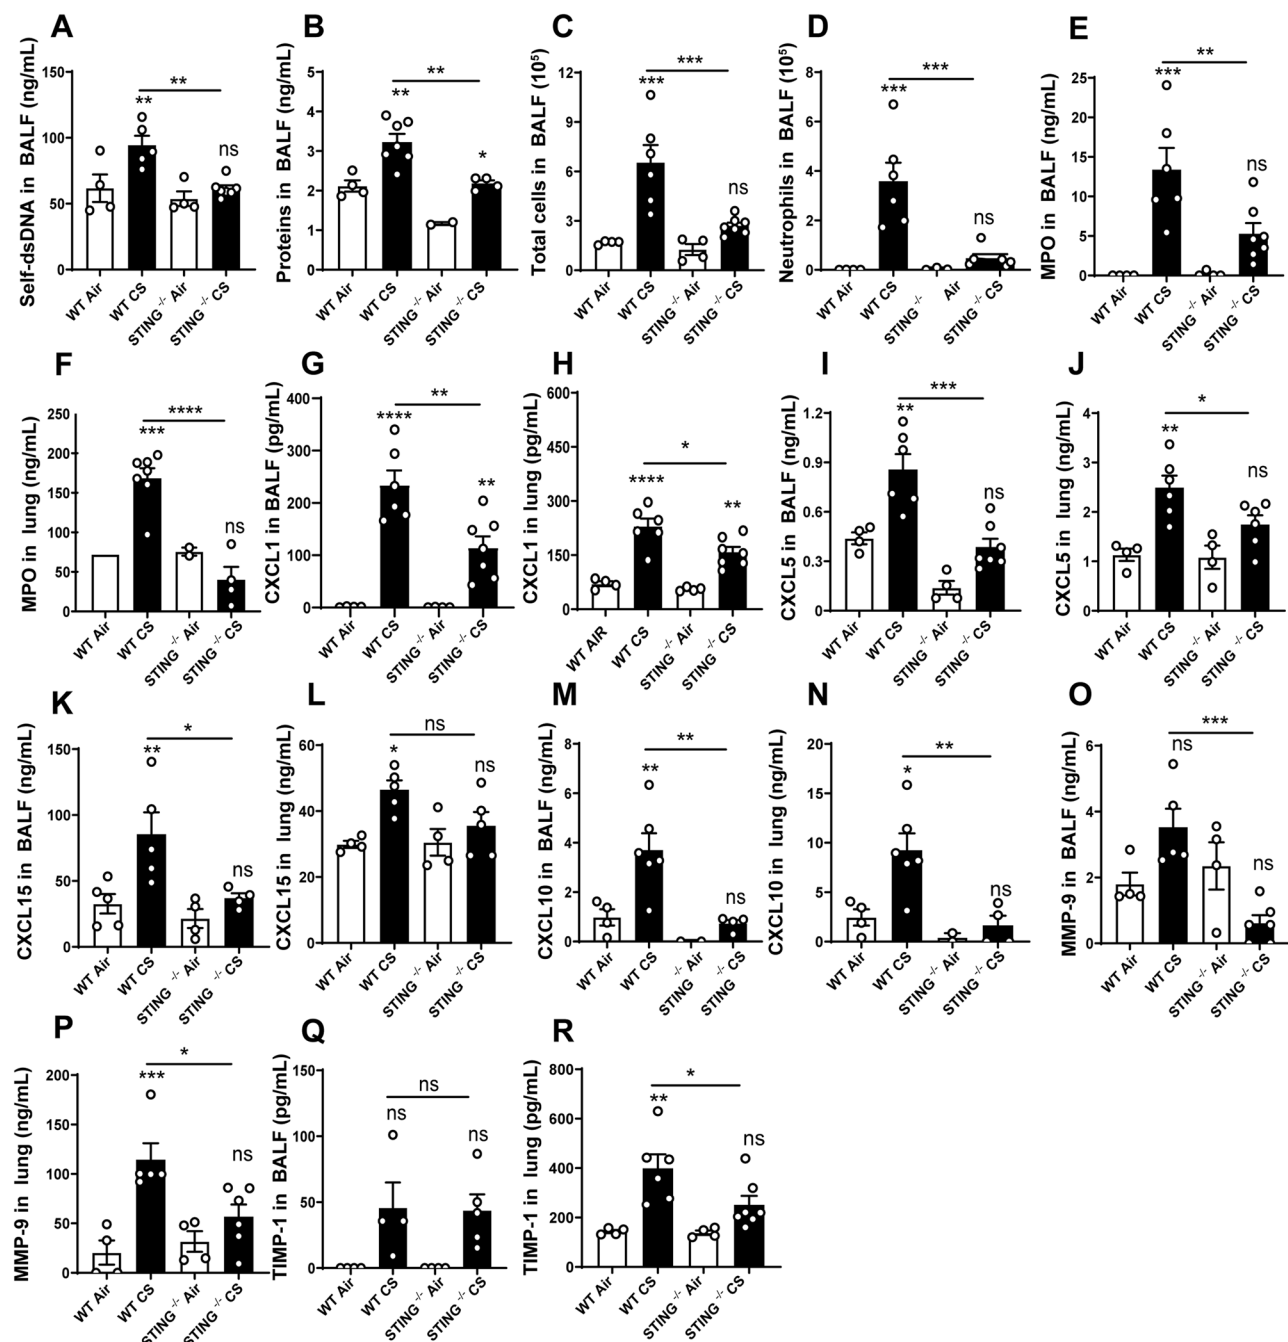 A
Self-dsDNA in BALF (ng/mL)
150
100
50
0
**
**
ns
WT Air
WT CS
STING -/- Air
STING -/- CS
B
Proteins in BALF (ng/mL)
5
4
3
2
1
0
**
**
*
WT Air
WT CS
STING -/- Air
STING -/- CS
C
Total cells in BALF (10⁵)
12
9
6
3
0
***
***
ns
WT Air
WT CS
STING -/- Air
STING -/- CS
D
Neutrophils in BALF (10⁵)
8
6
4
2
0
***
***
ns
WT Air
WT CS
STING -/- Air
STING -/- CS
E
MPO in BALF (ng/mL)
25
20
15
10
5
0
**
***
ns
WT Air
WT CS
STING -/- Air
STING -/- CS
F
MPO in lung (ng/mL)
250
200
150
100
50
0
****
***
ns
WT Air
WT CS
STING -/- Air
STING -/- CS
G
CXCL1 in BALF (pg/mL)
400
300
200
100
0
**
****
**
WT Air
WT CS
STING -/- Air
STING -/- CS
H
CXCL1 in lung (pg/mL)
600
450
300
150
0
*
****
**
WT AIR
WT CS
STING -/- Air
STING -/- CS
I
CXCL5 in BALF (ng/mL)
1.2
0.9
0.6
0.3
0
***
**
ns
WT Air
WT CS
STING -/- Air
STING -/- CS
J
CXCL5 in lung (ng/mL)
4
3
2
1
0
*
**
ns
WT Air
WT CS
STING -/- Air
STING -/- CS
K
CXCL15 in BALF (ng/mL)
150
100
50
0
*
**
ns
WT Air
WT CS
STING -/- Air
STING -/- CS
L
CXCL15 in lung (ng/mL)
60
40
20
0
ns
*
ns
WT Air
WT CS
STING -/- Air
STING -/- CS
M
CXCL10 in BALF (ng/mL)
8
6
4
2
0
**
**
ns
WT Air
WT CS
STING -/- Air
STING -/- CS
N
CXCL10 in lung (ng/mL)
20
15
10
5
0
**
*
ns
WT Air
WT CS
STING -/- Air
STING -/- CS
O
MMP-9 in BALF (ng/mL)
6
4
2
0
***
ns
ns
WT Air
WT CS
STING -/- Air
STING -/- CS
P
MMP-9 in lung (ng/mL)
200
150
100
50
0
*
***
ns
WT Air
WT CS
STING -/- Air
STING -/- CS
Q
TIMP-1 in BALF (pg/mL)
150
100
50
0
ns
ns
ns
WT Air
WT CS
STING -/- Air
STING -/- CS
R
TIMP-1 in lung (pg/mL)
800
600
400
200
0
*
**
ns
WT Air
WT CS
STING -/- Air
STING -/- CS